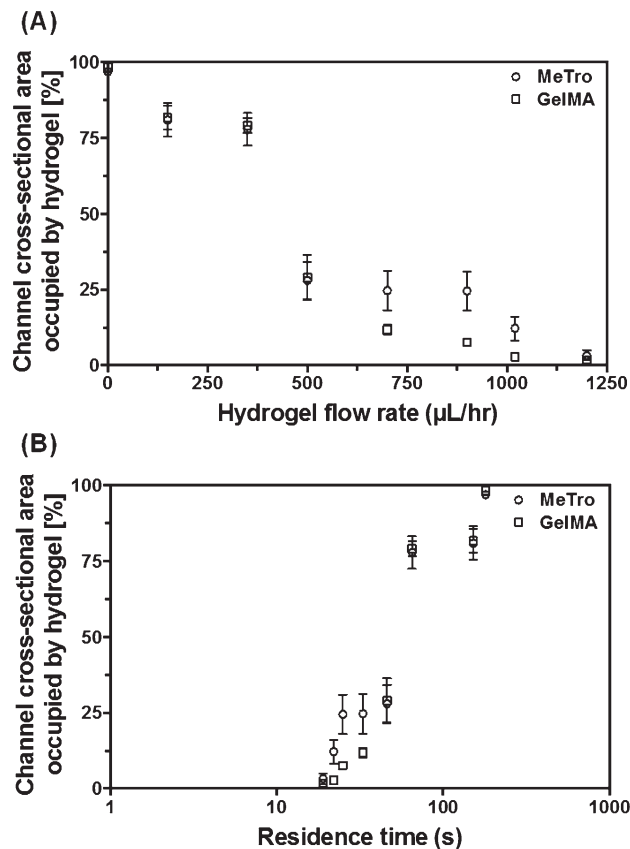 (A)
Channel cross-sectional area
occupied by hydrogel [%]
100
75
50
25
0
MeTro
GelMA
0 250 500 750 1000 1250
Hydrogel flow rate (µL/hr)
(B)
Channel cross-sectional area
occupied by hydrogel [%]
100
75
50
25
0
MeTro
GelMA
1 10 100 1000
Residence time (s)